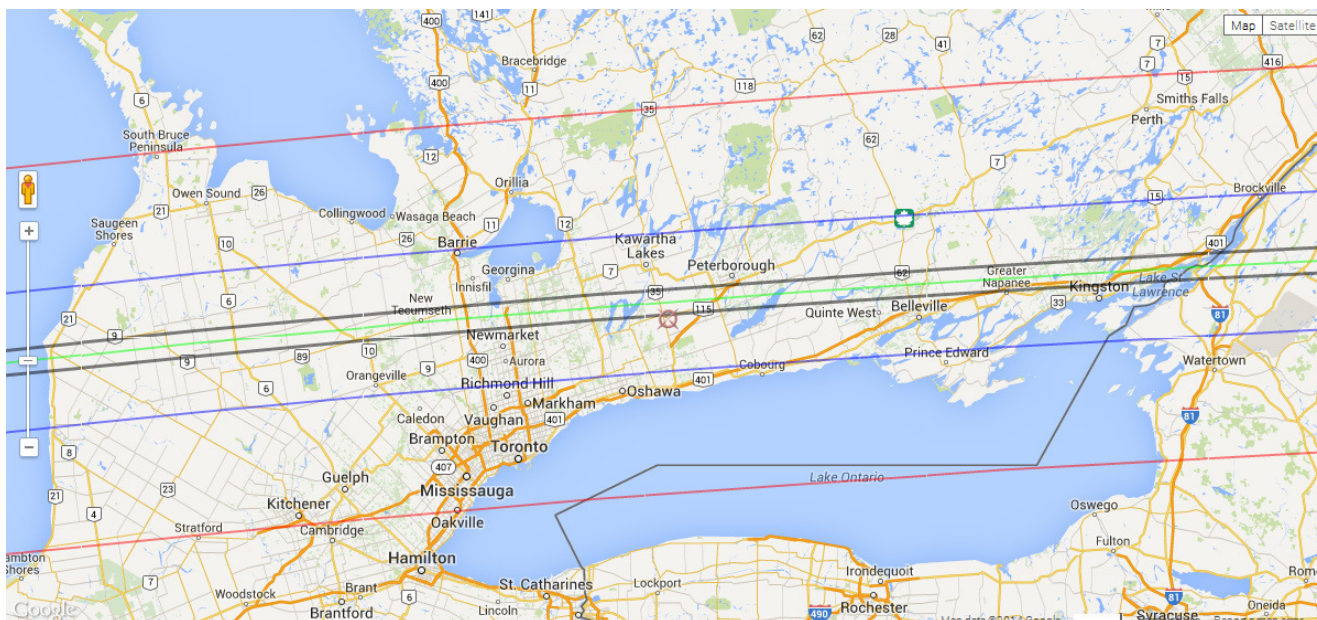 400
141
Bracebridge
11
118
62
28
41
7
Map
Satellite
416
15
7
Smiths Falls
Perth
6
South Bruce
Peninsula
400
35
12
62
7
Owen Sound
26
21
Orillia
Collingwood
Wasaga Beach
11
12
15
Brockville
Saugeen
Shores
10
26
Barrie
Kawartha
Lakes
401
Georgina
Innisfil
7
Peterborough
62
Greater
Napanee
Lake St
Lawrence
6
New
Tecumseth
35
115
Kingston
33
21
9
9
89
10
Newmarket
Quinte West
Belleville
81
400
Aurora
Prince Edward
Watertown
Orangeville
9
Cobourg
6
Richmond Hill
Oshawa
401
Markham
Caledon
Vaughan
401
81
Brampton
Toronto
8
407
Guelph
Mississauga
Lake Ontario
21
23
Kitchener
Oakville
Oswego
4
Stratford
Cambridge
Fulton
ambton
Shores
Hamilton
7
St. Catharines
Lockport
Irondequoit
Rome
Brant
Woodstock
6
Lincoln
Rochester
81
Oneida
Google
Brantford
490
Syracuse